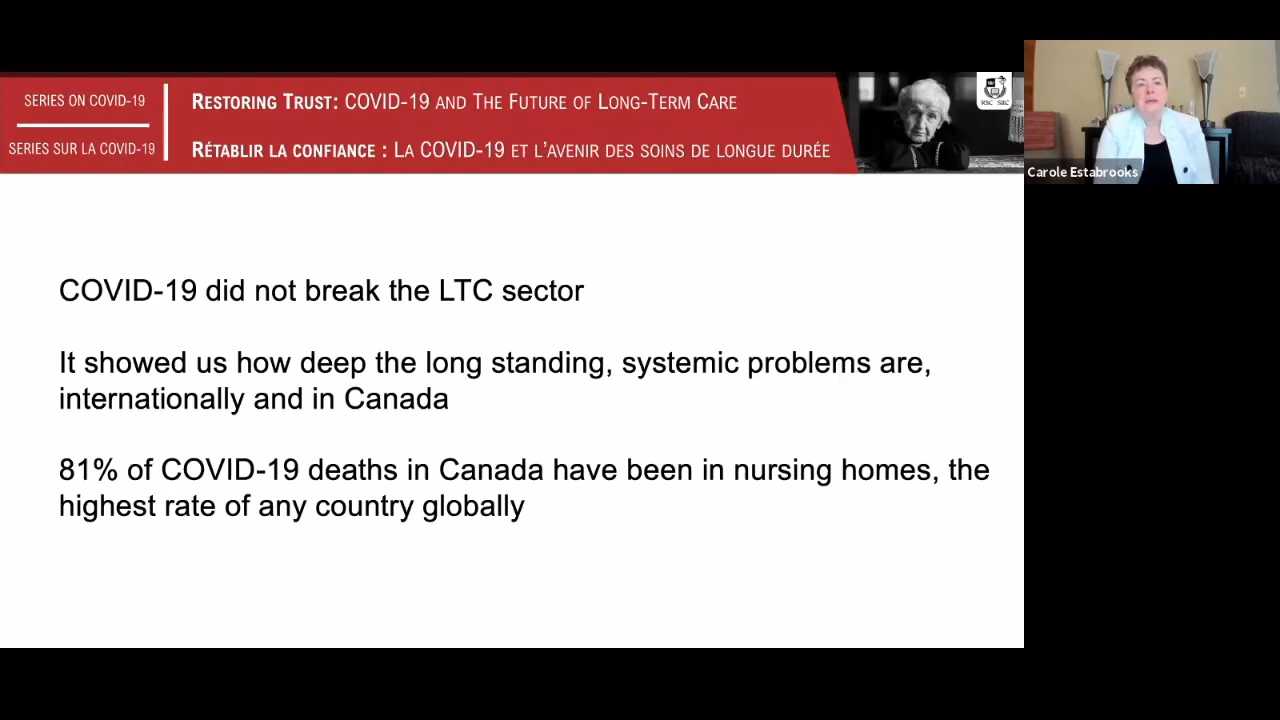 SERIES ON COVID-19
SERIES SUR LA COVID-19
RESTORING TRUST: COVID-19 AND THE FUTURE OF LONG-TERM CARE
RÉTABLIR LA CONFIANCE : LA COVID-19 ET L'AVENIR DES SOINS DE LONGUE DURÉE
RSC SRC
Carole Estabrooks
COVID-19 did not break the LTC sector
It showed us how deep the long standing, systemic problems are,
internationally and in Canada
81% of COVID-19 deaths in Canada have been in nursing homes, the
highest rate of any country globally